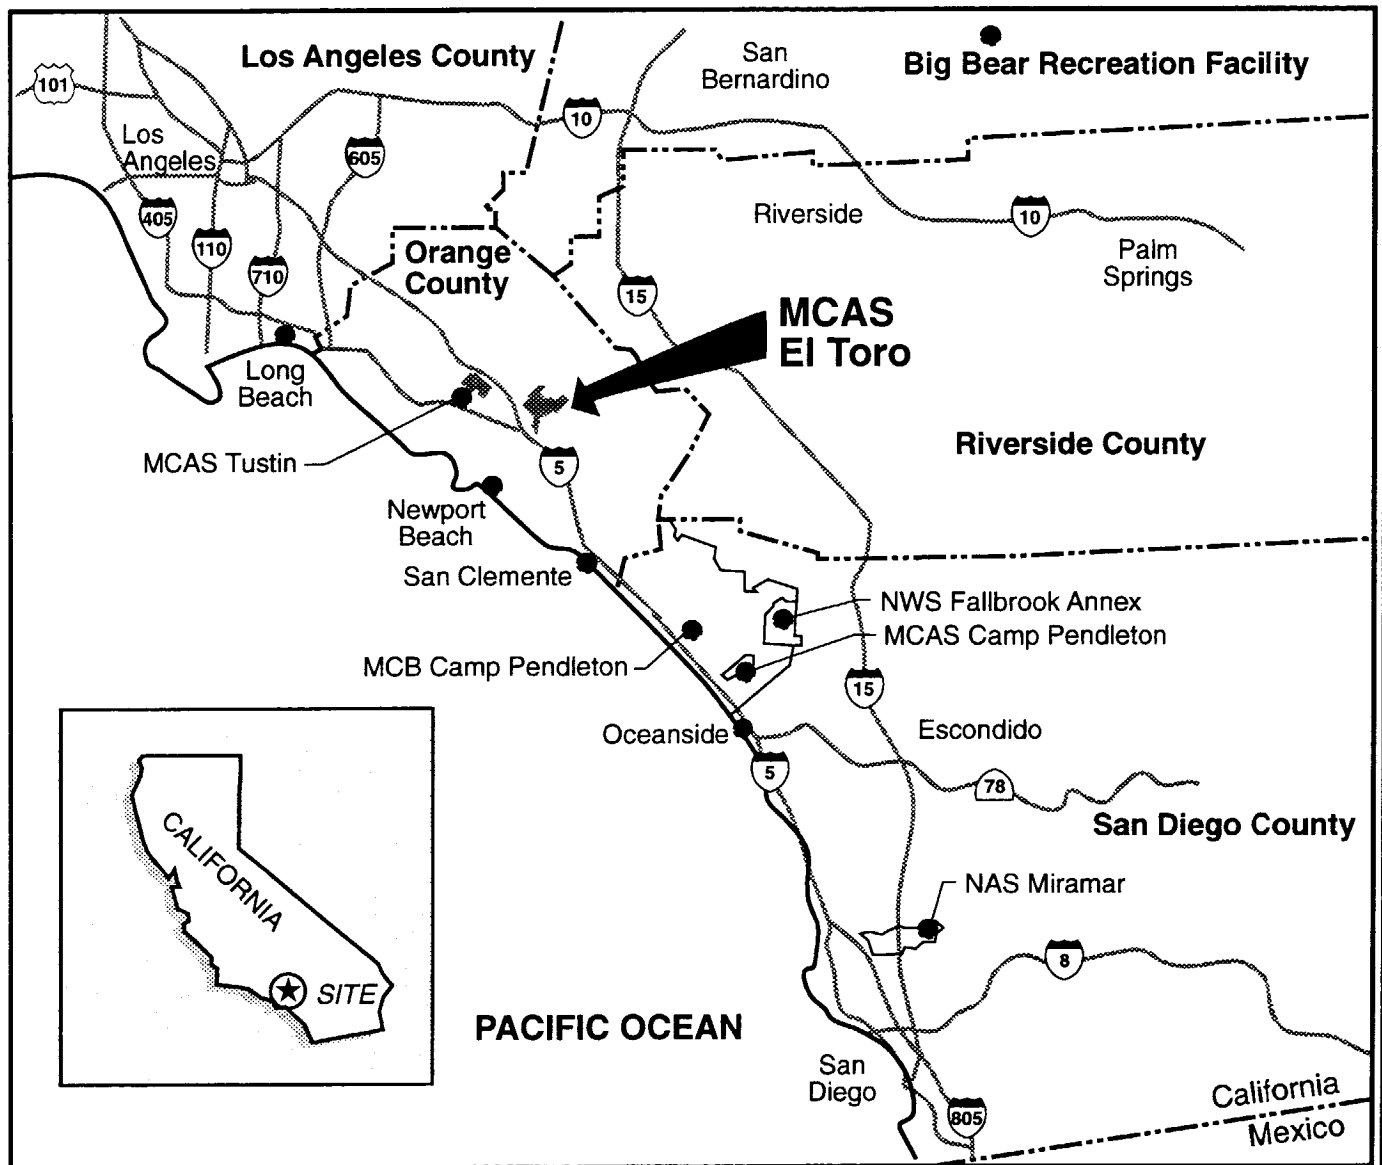 Los Angeles County
San
Bernardino
Big Bear Recreation Facility
101
10
Los
Angeles
605
405
110
710
Riverside
10
Palm
Springs
Orange
County
15
MCAS
El Toro
Long
Beach
MCAS Tustin
5
Riverside County
Newport
Beach
San Clemente
NWS Fallbrook Annex
MCAS Camp Pendleton
MCB Camp Pendleton
15
Oceanside
Escondido
5
78
San Diego County
CALIFORNIA
SITE
NAS Miramar
8
PACIFIC OCEAN
San
Diego
805
California
Mexico